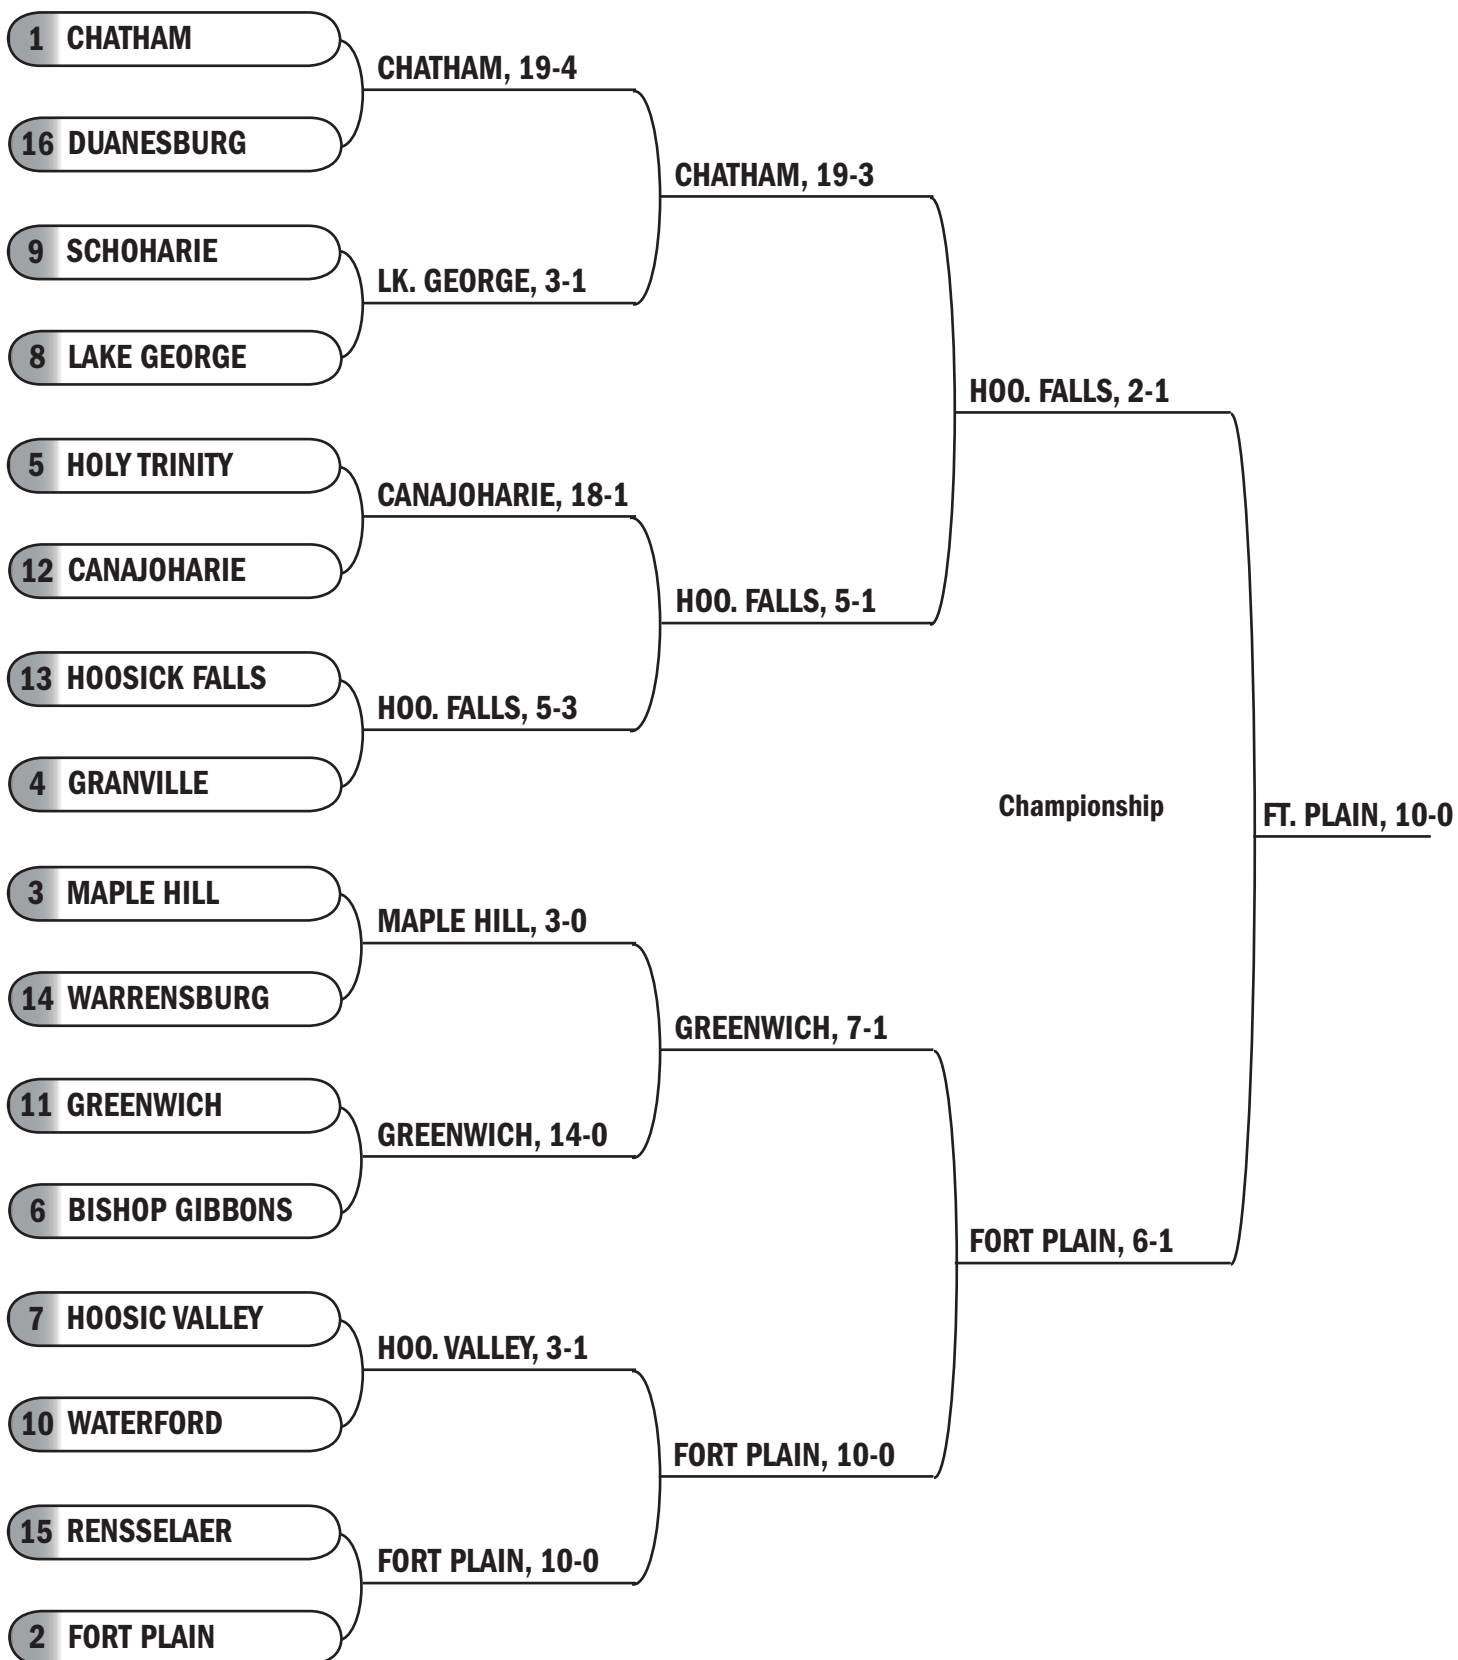 1 CHATHAM
16 DUANESBURG
9 SCHOHARIE
8 LAKE GEORGE
5 HOLY TRINITY
12 CANAJOHARIE
13 HOOSICK FALLS
4 GRANVILLE
3 MAPLE HILL
14 WARRENSBURG
11 GREENWICH
6 BISHOP GIBBONS
7 HOOSIC VALLEY
10 WATERFORD
15 RENSSELAER
2 FORT PLAIN
CHATHAM, 19-4
LK. GEORGE, 3-1
CANAJOHARIE, 18-1
HOO. FALLS, 5-3
MAPLE HILL, 3-0
GREENWICH, 14-0
HOO. VALLEY, 3-1
FORT PLAIN, 10-0
CHATHAM, 19-3
HOO. FALLS, 5-1
GREENWICH, 7-1
FORT PLAIN, 10-0
HOO. FALLS, 2-1
FORT PLAIN, 6-1
Championship
FT. PLAIN, 10-0